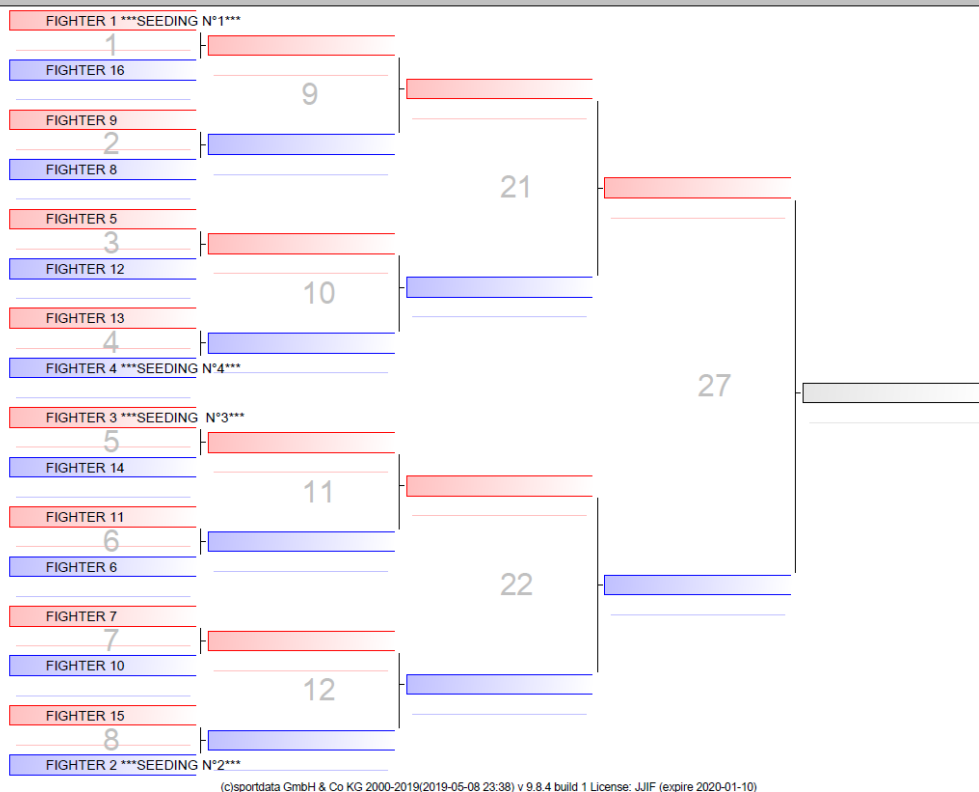 FIGHTER 1 ***SEEDING N°1***
1
FIGHTER 16
9
FIGHTER 9
2
FIGHTER 8
21
FIGHTER 5
3
FIGHTER 12
10
FIGHTER 13
4
FIGHTER 4 ***SEEDING N°4***
27
FIGHTER 3 ***SEEDING N°3***
5
FIGHTER 14
11
FIGHTER 11
6
FIGHTER 6
22
FIGHTER 7
7
FIGHTER 10
12
FIGHTER 15
8
FIGHTER 2 ***SEEDING N°2***
(c)sportdata GmbH & Co KG 2000-2019(2019-05-08 23:38) v 9.8.4 build 1 License: JJIF (expire 2020-01-10)